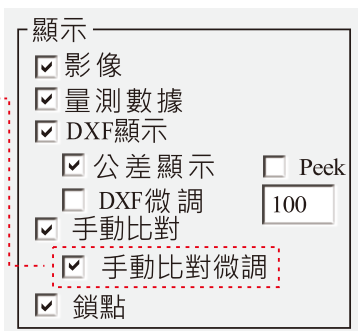 顯示
影像
量測數據
DXF顯示
公差顯示 Peek
DXF微調 100
手動比對
手動比對微調
鎖點